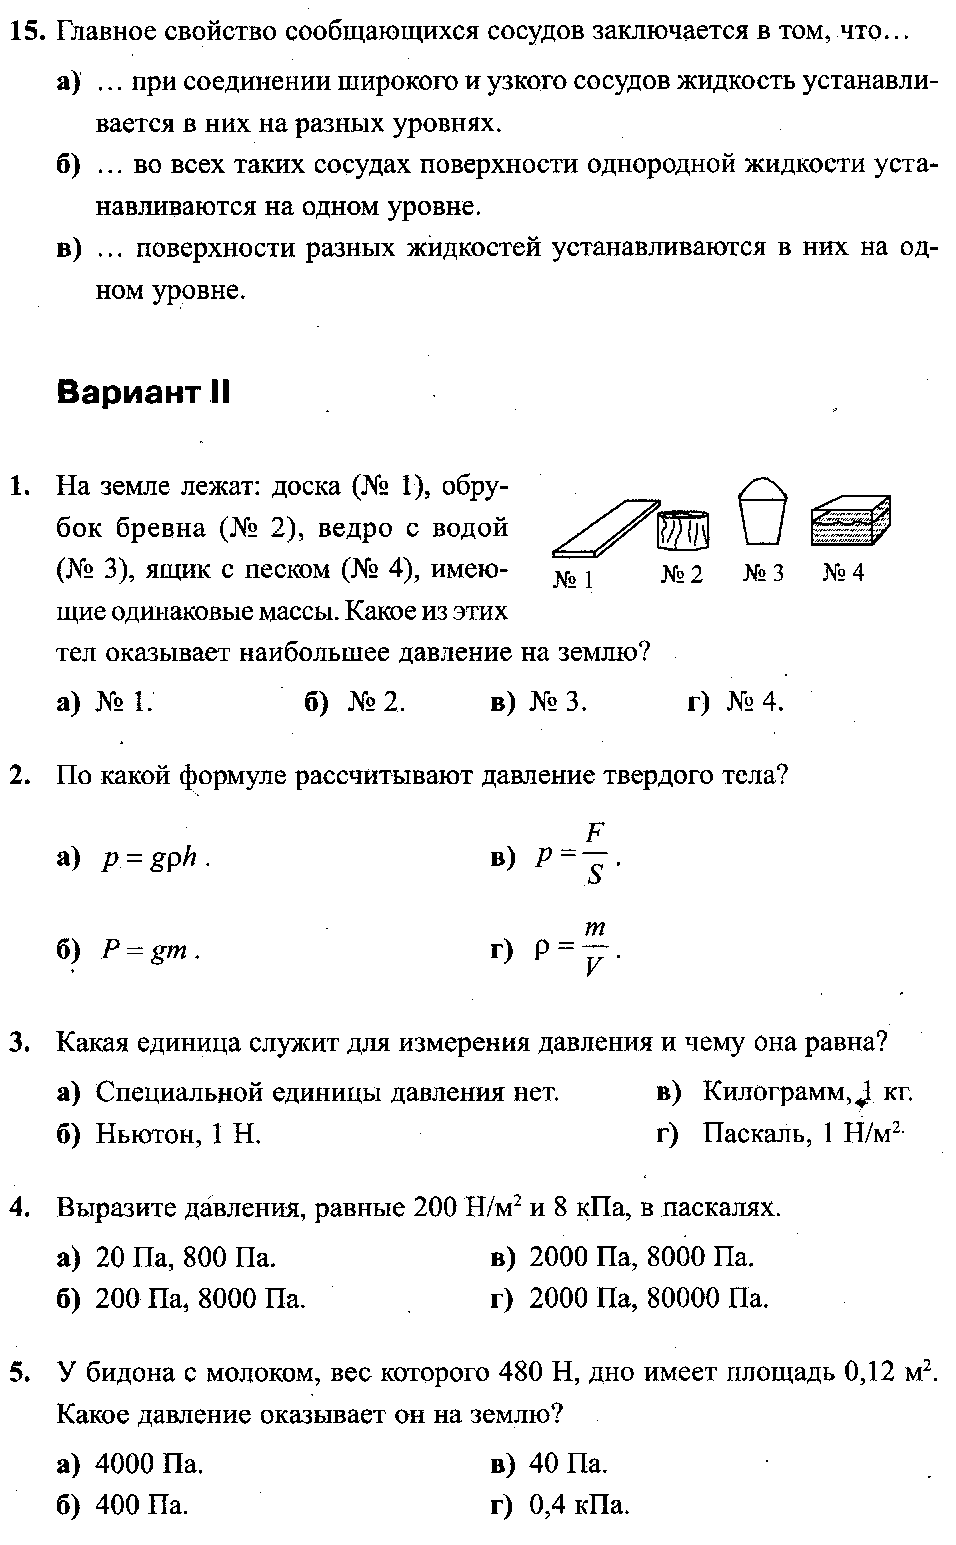 15. Главное свойство сообщающихся сосудов заключается в том, что...
а) ... при соединении широкого и узкого сосудов жидкость устанавли-
вается в них на разных уровнях.
б) ... во всех таких сосудах поверхности однородной жидкости уста-
навливаются на одном уровне.
в) ... поверхности разных жидкостей устанавливаются в них на од-
ном уровне.
Вариант II
1. На земле лежат: доска (№ 1), обру-
бок бревна (№ 2), ведро с водой
(№ 3), ящик с песком (№ 4), имею-
щие одинаковые массы. Какое из этих
тел оказывает наибольшее давление на землю?
№ 1 № 2 № 3 № 4
а) № 1. б) № 2. в) № 3. г) № 4.
2. По какой формуле рассчитывают давление твердого тела?
а) p = gρh. в) p = F/S.
б) P = gm. г) ρ = m/V.
3. Какая единица служит для измерения давления и чему она равна?
а) Специальной единицы давления нет. в) Килограмм, 1 кг.
б) Ньютон, 1 Н. г) Паскаль, 1 Н/м².
4. Выразите давления, равные 200 Н/м² и 8 кПа, в паскалях.
а) 20 Па, 800 Па. в) 2000 Па, 8000 Па.
б) 200 Па, 8000 Па. г) 2000 Па, 80000 Па.
5. У бидона с молоком, вес которого 480 Н, дно имеет площадь 0,12 м².
Какое давление оказывает он на землю?
а) 4000 Па. в) 40 Па.
б) 400 Па. г) 0,4 кПа.